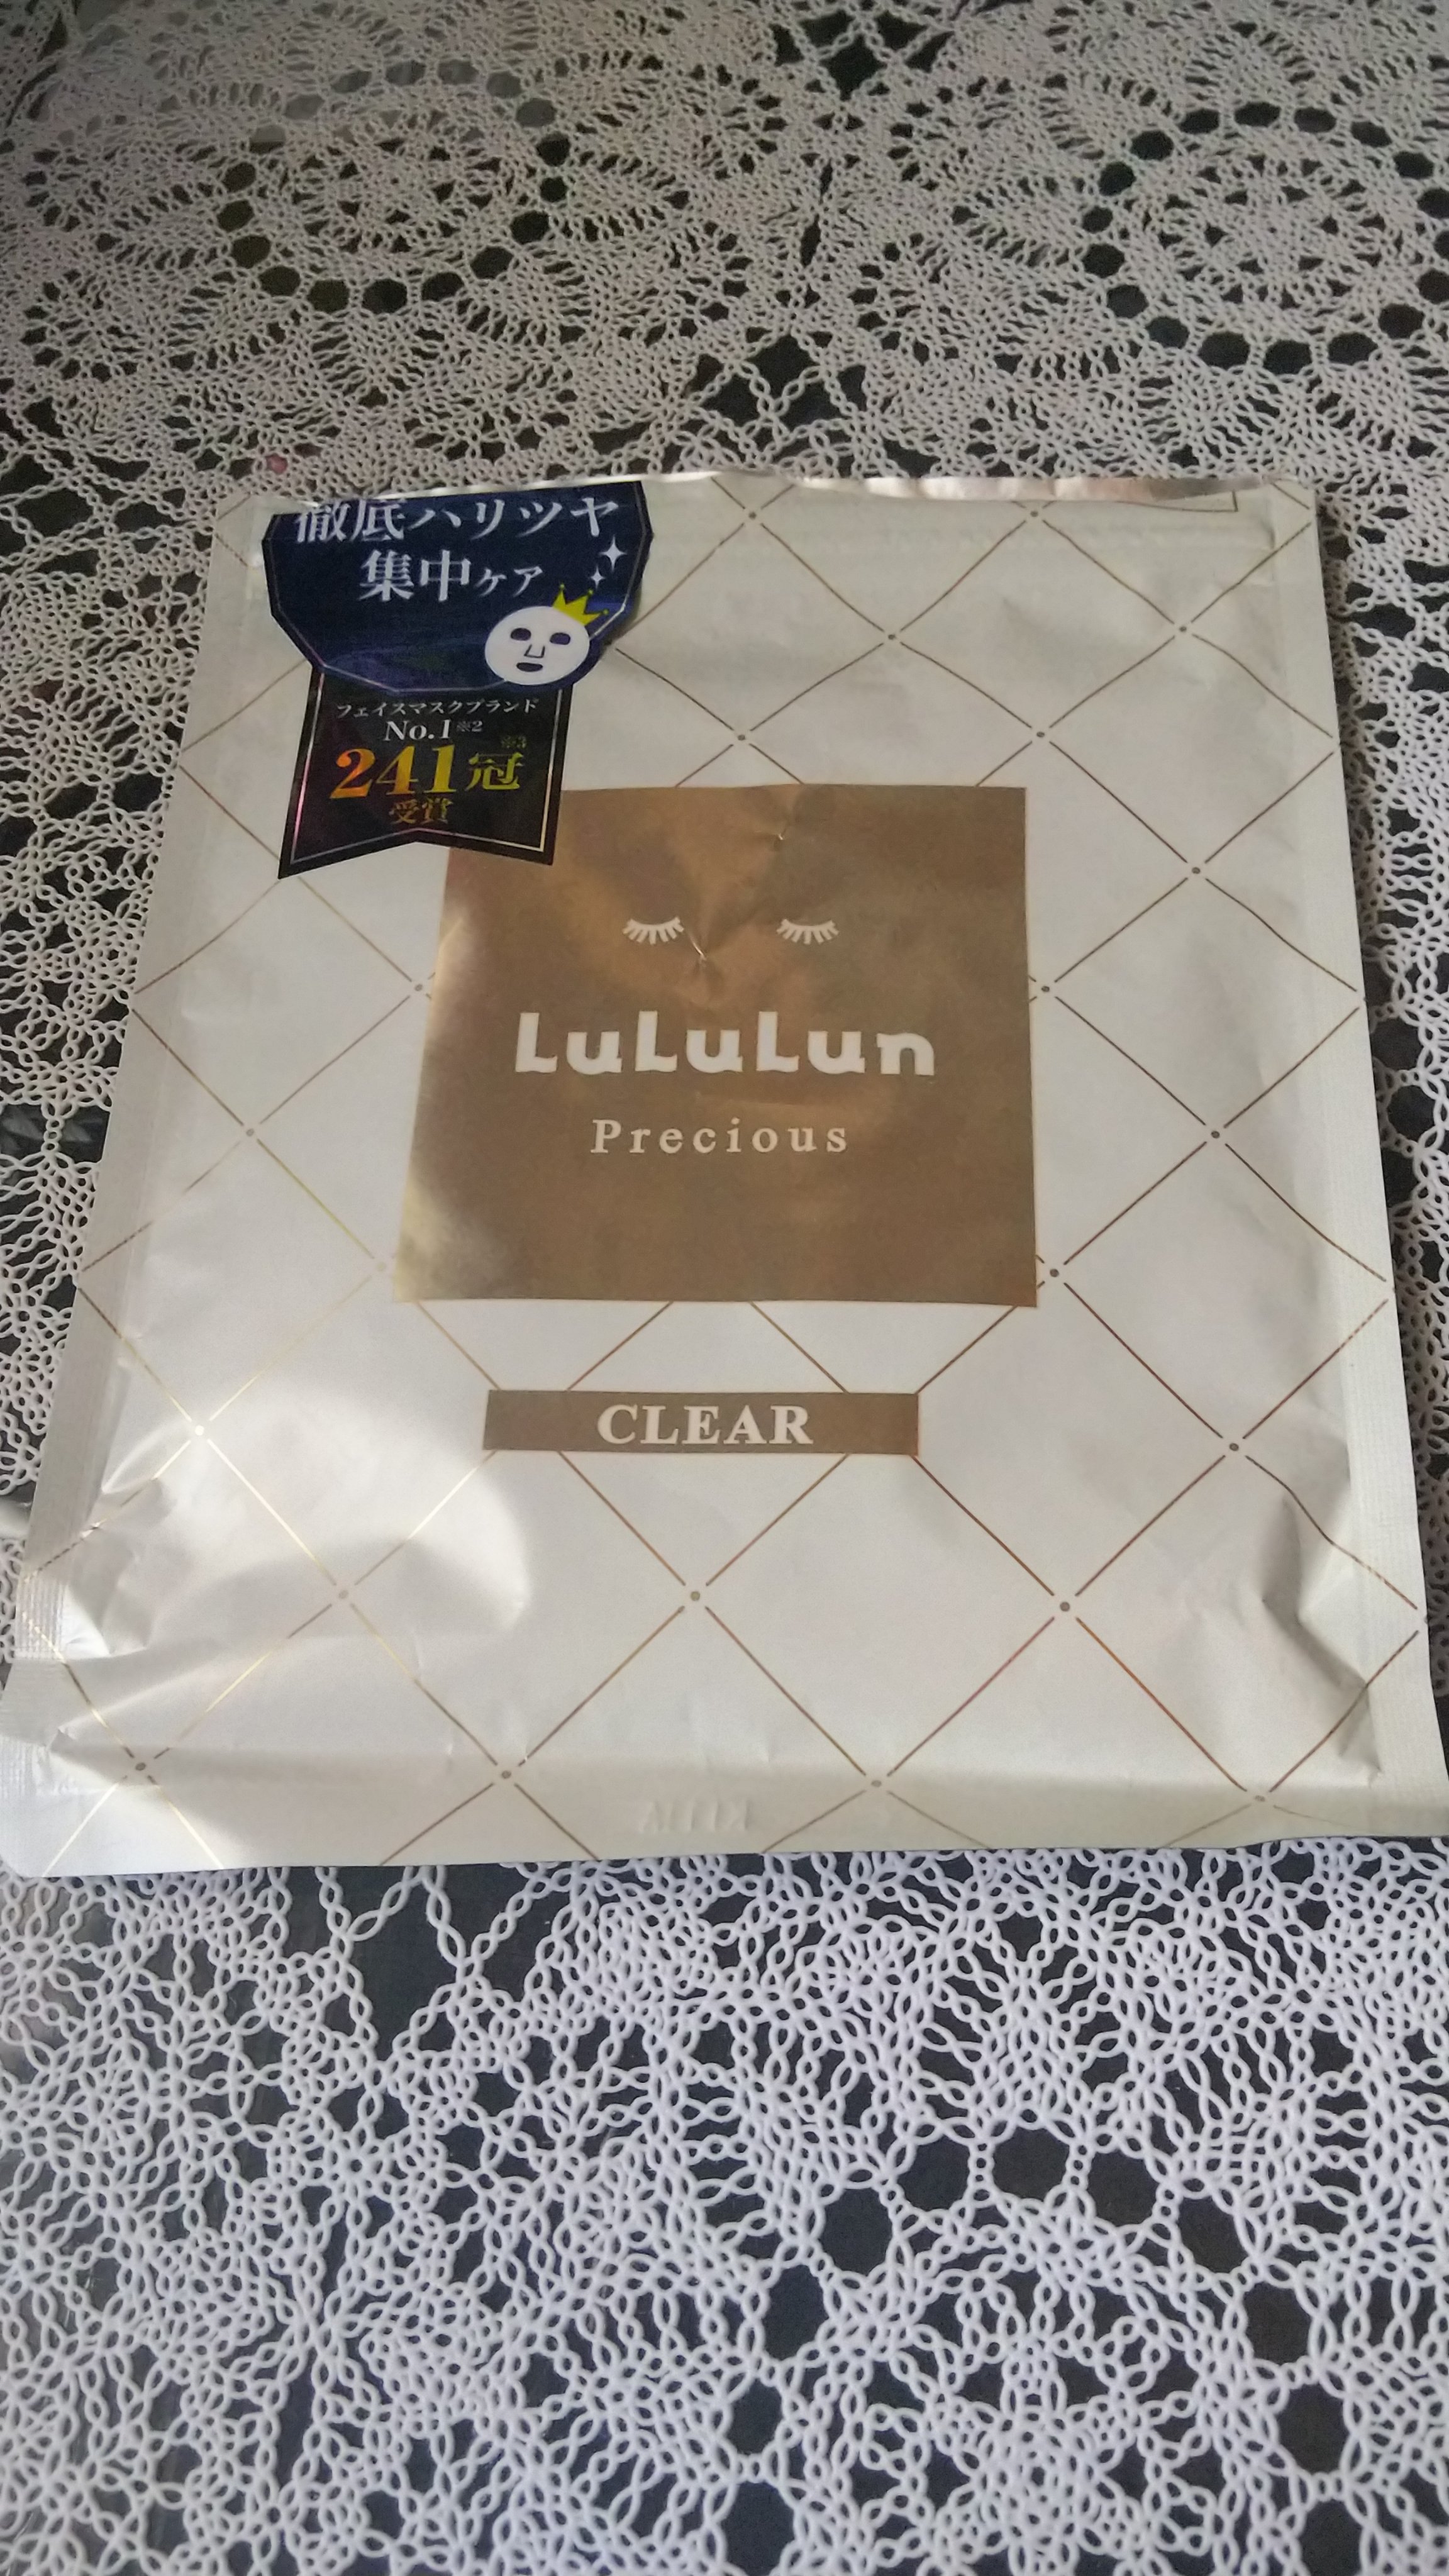 徹底ハリツヤ
集中ケア
フェイスマスクブランド
No.1※2
241冠※3
受賞
LuLuLun
Precious
CLEAR